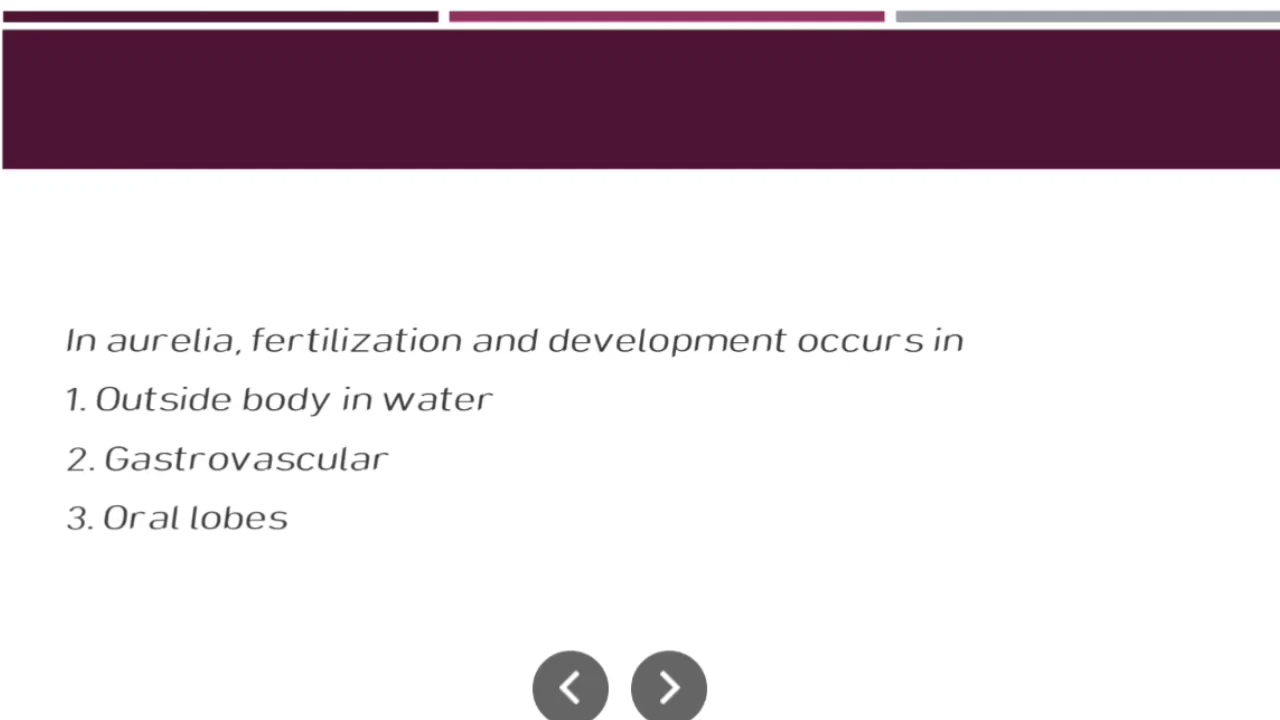 In aurelia, fertilization and development occurs in
1. Outside body in water
2. Gastrovascular
3. Oral lobes